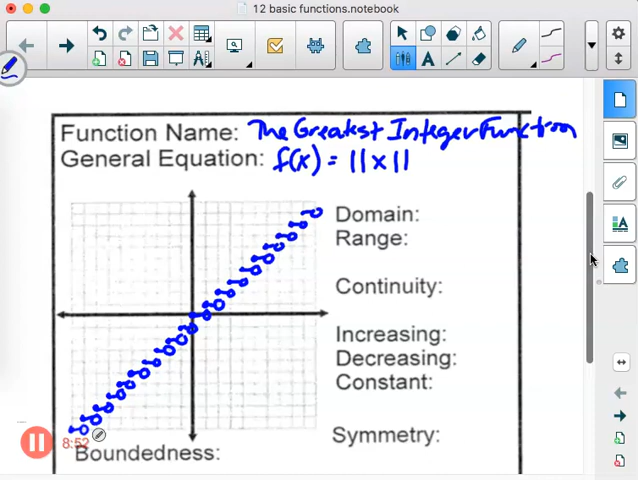 12 basic functions.notebook
Function Name: The Greatest Integer Function
General Equation: f(x) = ||x||
Domain:
Range:
Continuity:
Increasing:
Decreasing:
Constant:
Symmetry:
8:52
Boundedness: